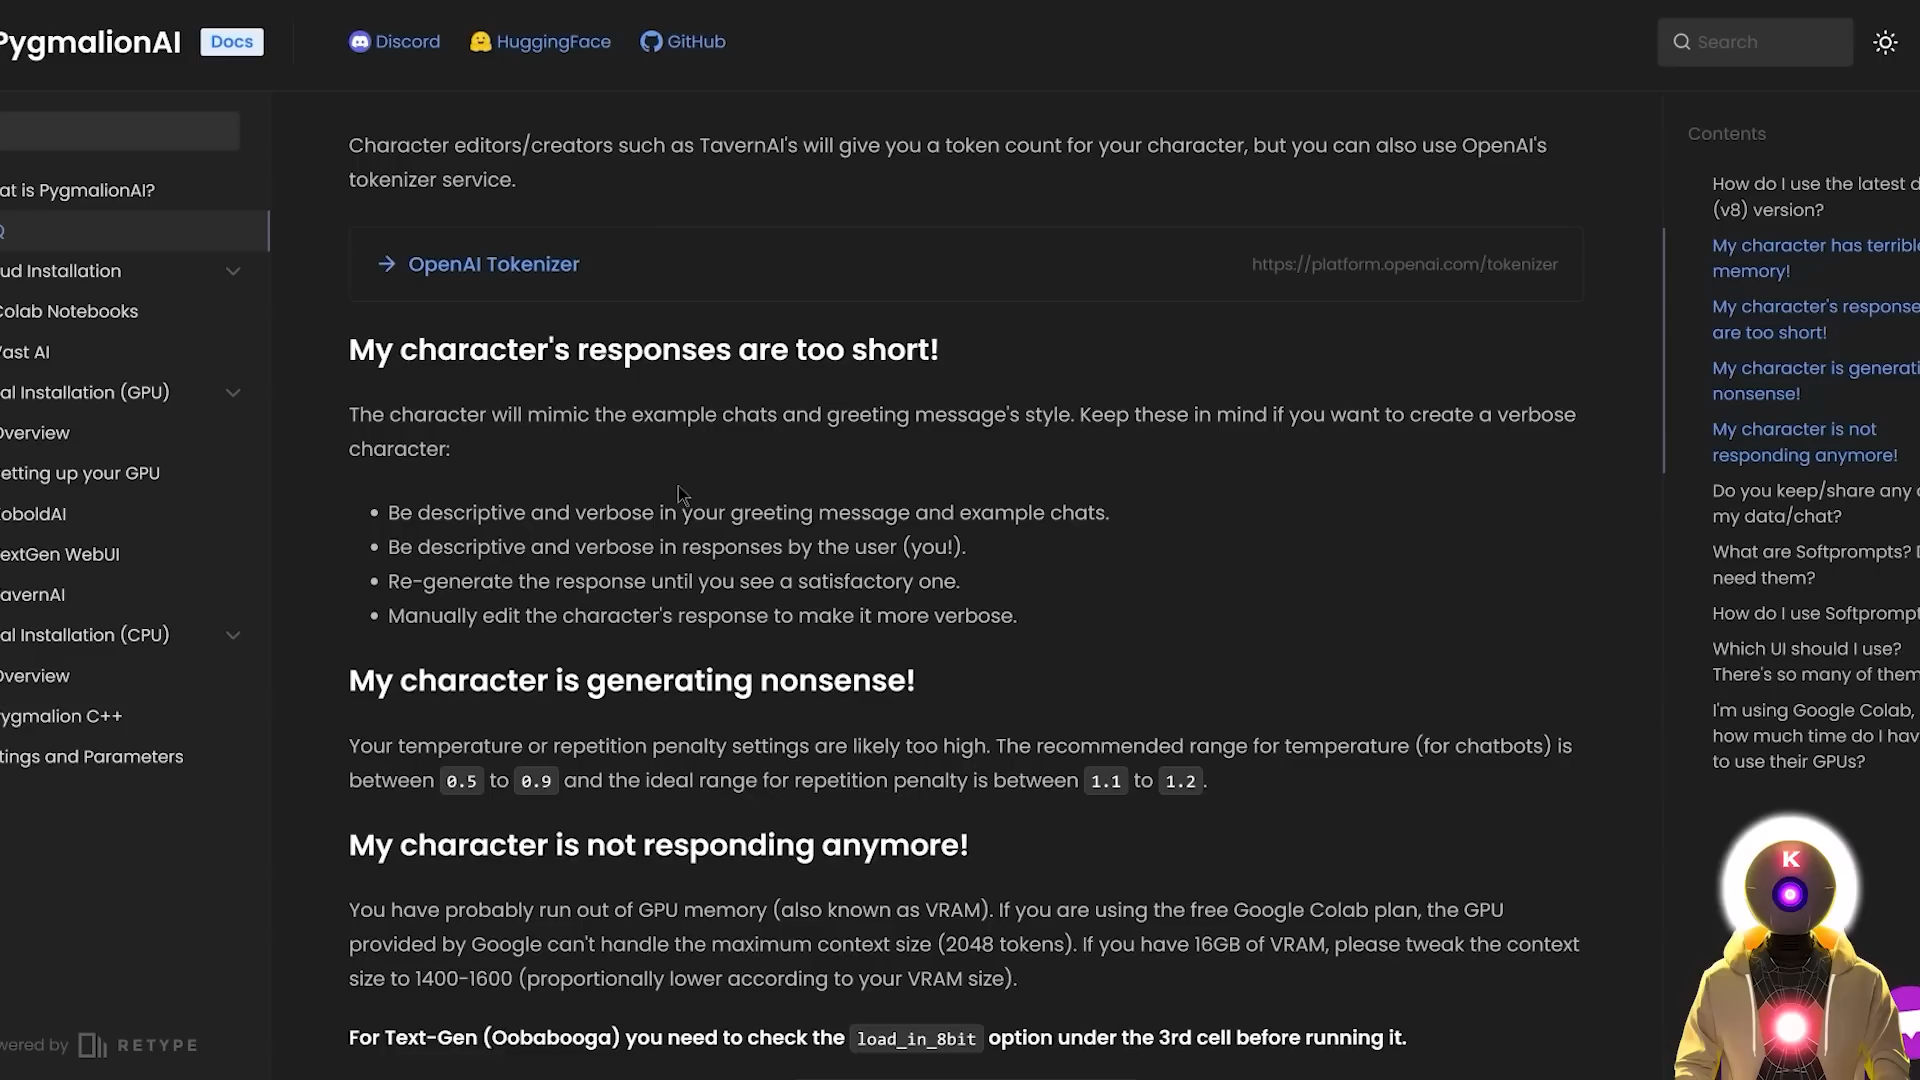 PygmalionAI Docs
Discord HuggingFace GitHub
Search
at is PygmalionAI?
Q
ud Installation
Colab Notebooks
Vast AI
al Installation (GPU)
Overview
etting up your GPU
KoboldAI
TextGen WebUI
TavernAI
al Installation (CPU)
Overview
Pygmalion C++
tings and Parameters
wered by RETYPE
Character editors/creators such as TavernAI's will give you a token count for your character, but you can also use OpenAI's
tokenizer service.
OpenAI Tokenizer https://platform.openai.com/tokenizer
My character's responses are too short!
The character will mimic the example chats and greeting message's style. Keep these in mind if you want to create a verbose
character:
• Be descriptive and verbose in your greeting message and example chats.
• Be descriptive and verbose in responses by the user (you!).
• Re-generate the response until you see a satisfactory one.
• Manually edit the character's response to make it more verbose.
My character is generating nonsense!
Your temperature or repetition penalty settings are likely too high. The recommended range for temperature (for chatbots) is
between 0.5 to 0.9 and the ideal range for repetition penalty is between 1.1 to 1.2.
My character is not responding anymore!
You have probably run out of GPU memory (also known as VRAM). If you are using the free Google Colab plan, the GPU
provided by Google can't handle the maximum context size (2048 tokens). If you have 16GB of VRAM, please tweak the context
size to 1400-1600 (proportionally lower according to your VRAM size).
For Text-Gen (Oobabooga) you need to check the load_in_8bit option under the 3rd cell before running it.
Contents
How do I use the latest d
(v8) version?
My character has terrible
memory!
My character's response
are too short!
My character is generati
nonsense!
My character is not
responding anymore!
Do you keep/share any o
my data/chat?
What are Softprompts? D
need them?
How do I use Softprompt
Which UI should I use?
There's so many of them
I'm using Google Colab,
how much time do I hav
to use their GPUs?
K